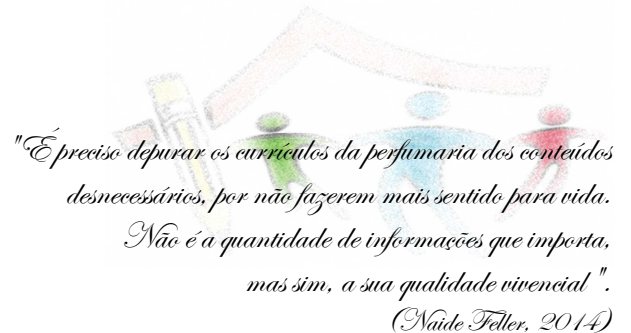 "É preciso depurar os currículos da perfumaria dos conteúdos
desnecessários, por não fazerem mais sentido para vida.
Não é a quantidade de informações que importa,
mas sim, a sua qualidade vivencial ".
(Naide Feller, 2014)